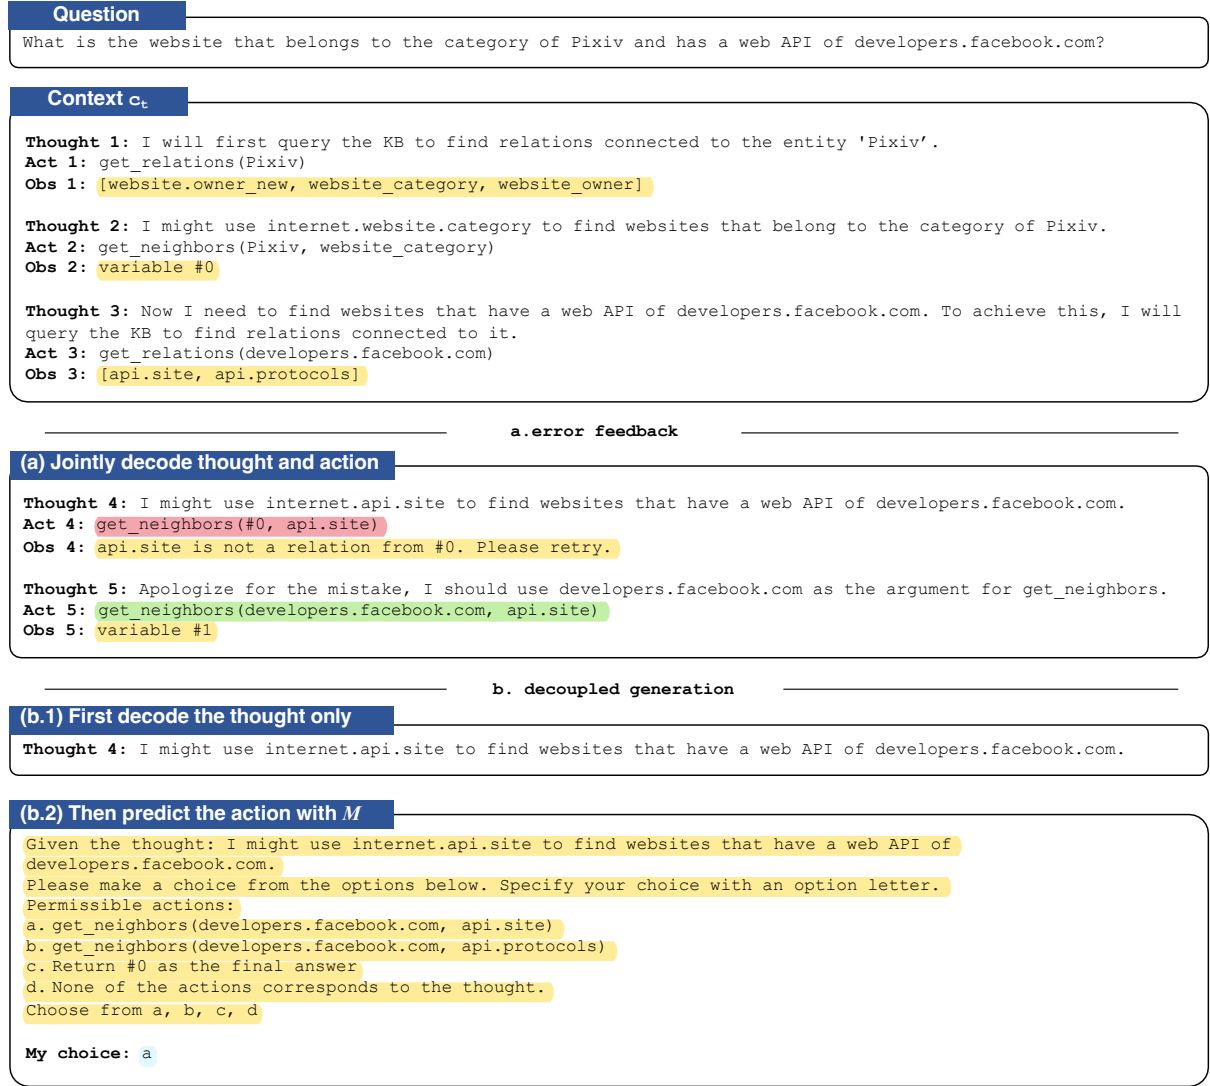 Question
What is the website that belongs to the category of Pixiv and has a web API of developers.facebook.com?
Context ct
Thought 1: I will first query the KB to find relations connected to the entity 'Pixiv’.
Act 1: get_relations(Pixiv)
Obs 1: [website.owner_new, website_category, website_owner]
Thought 2: I might use internet.website.category to find websites that belong to the category of Pixiv.
Act 2: get_neighbors(Pixiv, website_category)
Obs 2: variable #0
Thought 3: Now I need to find websites that have a web API of developers.facebook.com. To achieve this, I will
query the KB to find relations connected to it.
Act 3: get_relations(developers.facebook.com)
Obs 3: [api.site, api.protocols]
a.error feedback
(a) Jointly decode thought and action
Thought 4: I might use internet.api.site to find websites that have a web API of developers.facebook.com.
Act 4: get_neighbors(#0, api.site)
Obs 4: api.site is not a relation from #0. Please retry.
Thought 5: Apologize for the mistake, I should use developers.facebook.com as the argument for get_neighbors.
Act 5: get_neighbors(developers.facebook.com, api.site)
Obs 5: variable #1
b. decoupled generation
(b.1) First decode the thought only
Thought 4: I might use internet.api.site to find websites that have a web API of developers.facebook.com.
(b.2) Then predict the action with M
Given the thought: I might use internet.api.site to find websites that have a web API of
developers.facebook.com.
Please make a choice from the options below. Specify your choice with an option letter.
Permissible actions:
a. get_neighbors(developers.facebook.com, api.site)
b. get_neighbors(developers.facebook.com, api.protocols)
c. Return #0 as the final answer
d. None of the actions corresponds to the thought.
Choose from a, b, c, d
My choice: a